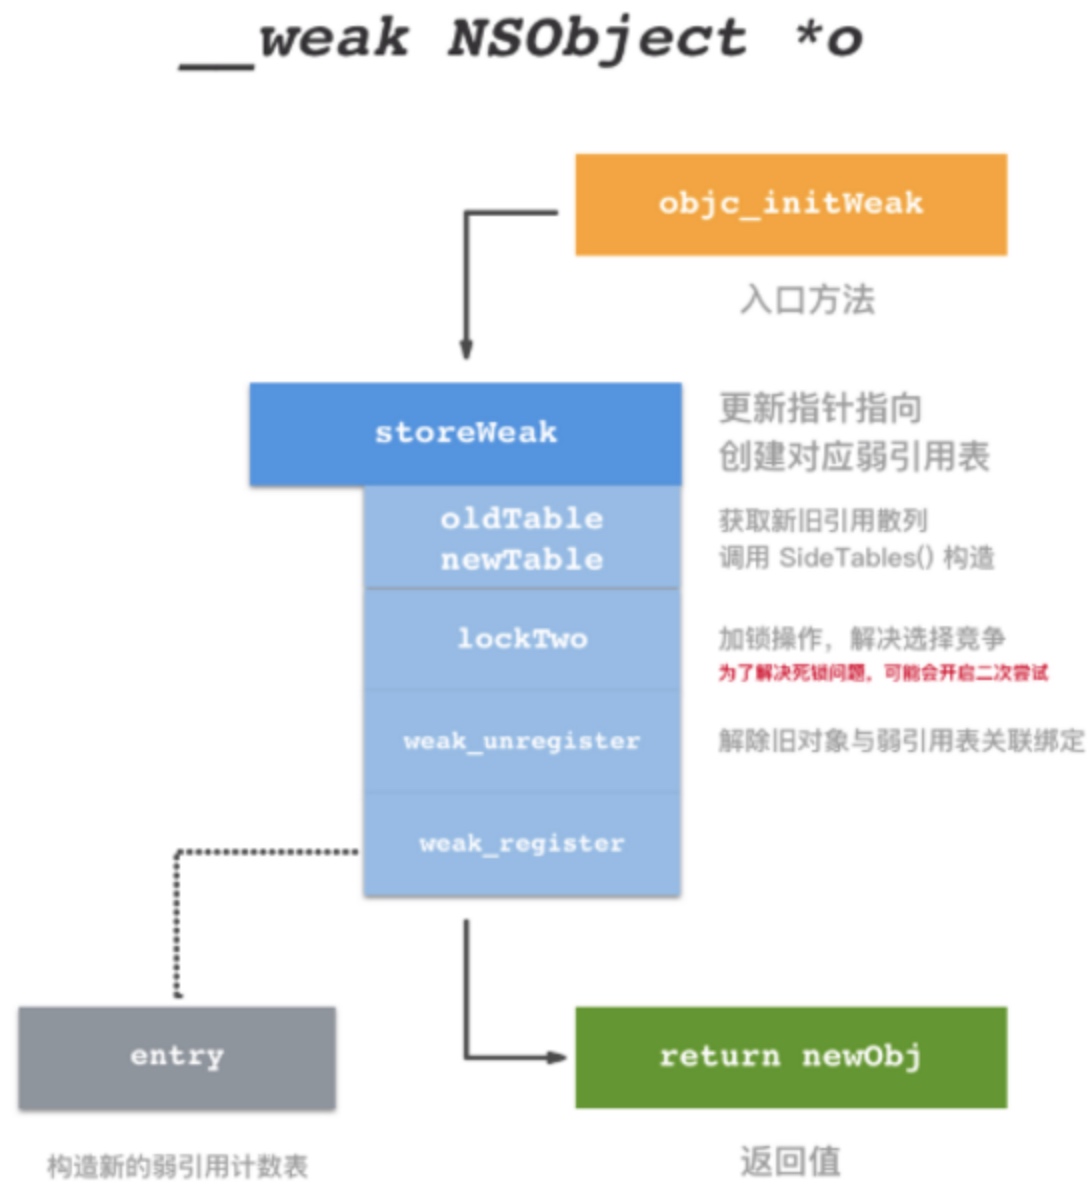 __weak NSObject *o
objc_initWeak
入口方法
storeWeak
更新指针指向
创建对应弱引用表
oldTable
newTable
获取新旧引用散列
调用 SideTables() 构造
lockTwo
加锁操作，解决选择竞争
为了解决死锁问题，可能会开启二次尝试
weak_unregister
解除旧对象与弱引用表关联绑定
weak_register
entry
构造新的弱引用计数表
return newObj
返回值